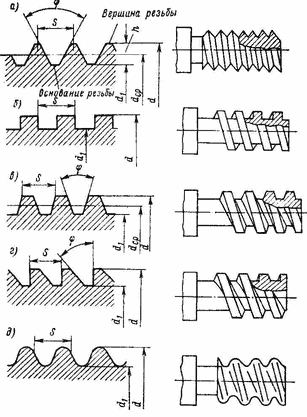 а)
φ
S
Вершина резьбы
h
Основание резьбы
d₁
dср
d
б)
S
d₁
d
в)
S
φ
d₁
dср
d
г)
S
φ
d₁
d
д)
S
d₁
d